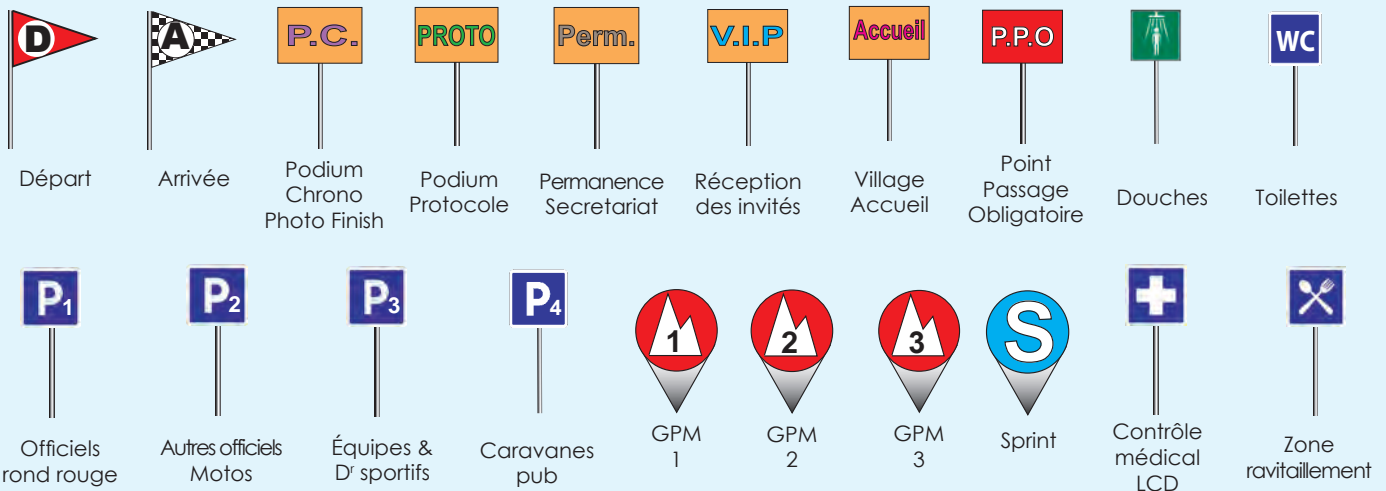 D A P.C. PROTO Perm. V.I.P Accueil P.P.O WC
Départ
Arrivée
Podium
Chrono
Photo Finish
Podium
Protocole
Permanence
Secretariat
Réception
des invités
Village
Accueil
Point
Passage
Obligatoire
Douches
Toilettes
P1 P2 P3 P4 1 2 3 S
Officiels
rond rouge
Autres officiels
Motos
Équipes &
Dr sportifs
Caravanes
pub
GPM
1
GPM
2
GPM
3
Sprint
Contrôle
médical
LCD
Zone
ravitaillement